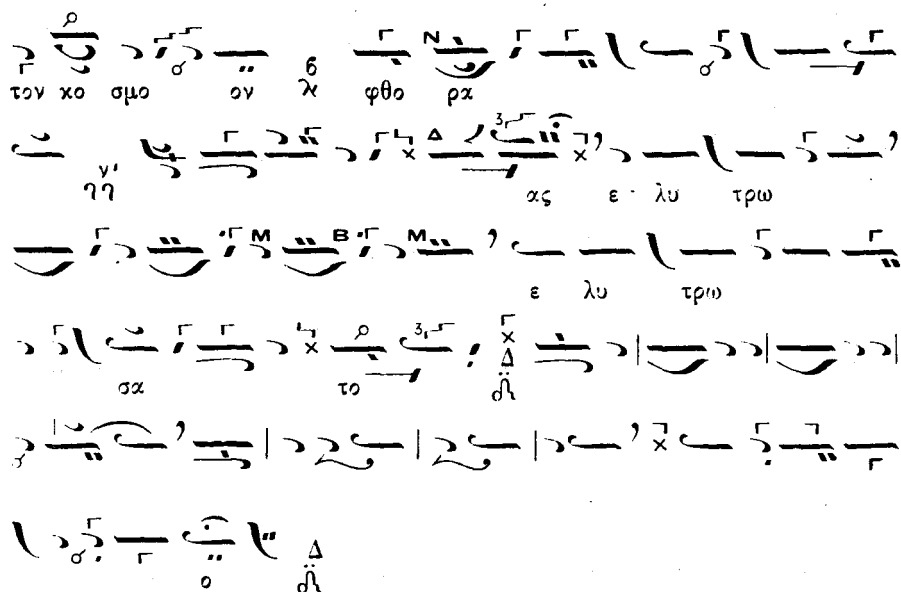 τον κο σμο ον φθο ρα
ας ε λυ τρω
ε λυ τρω
σα το
ο